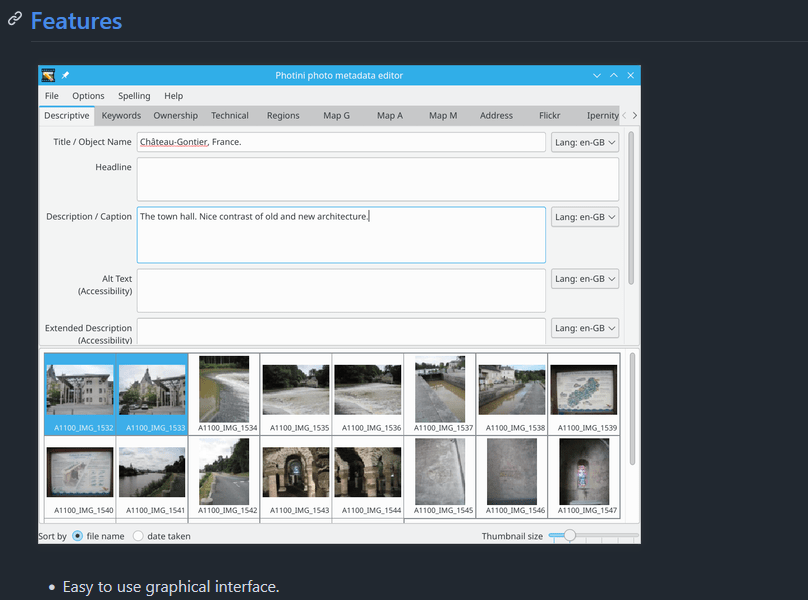 Features
Photini photo metadata editor
File Options Spelling Help
Descriptive Keywords Ownership Technical Regions Map G Map A Map M Address Flickr Ipernity
Title / Object Name Château-Gontier, France. Lang: en-GB
Headline
Description / Caption The town hall. Nice contrast of old and new architecture. Lang: en-GB
Alt Text Lang: en-GB
(Accessibility)
Extended Description Lang: en-GB
(Accessibility)
A1100_IMG_1532 A1100_IMG_1533 A1100_IMG_1534 A1100_IMG_1535 A1100_IMG_1536 A1100_IMG_1537 A1100_IMG_1538 A1100_IMG_1539
A1100_IMG_1540 A1100_IMG_1541 A1100_IMG_1542 A1100_IMG_1543 A1100_IMG_1544 A1100_IMG_1545 A1100_IMG_1546 A1100_IMG_1547
Sort by file name date taken Thumbnail size
• Easy to use graphical interface.